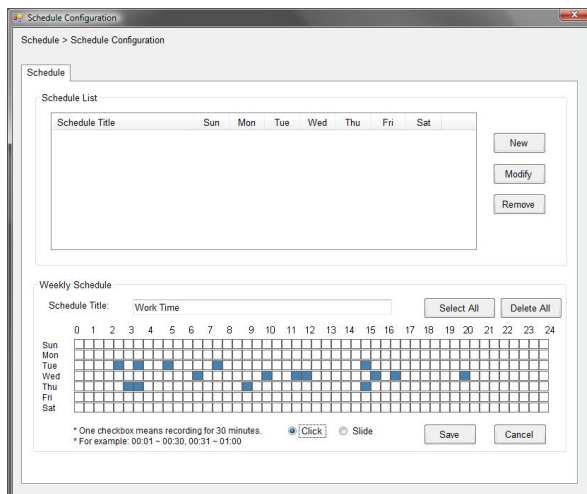 Schedule Configuration
Schedule > Schedule Configuration
Schedule
Schedule List
Schedule Title Sun Mon Tue Wed Thu Fri Sat
New
Modify
Remove
Weekly Schedule
Schedule Title: Work Time
Select All Delete All
0 1 2 3 4 5 6 7 8 9 10 11 12 13 14 15 16 17 18 19 20 21 22 23 24
Sun
Mon
Tue
Wed
Thu
Fri
Sat
* One checkbox means recording for 30 minutes.
* For example: 00:01 ~ 00:30, 00:31 ~ 01:00
Click Slide
Save Cancel